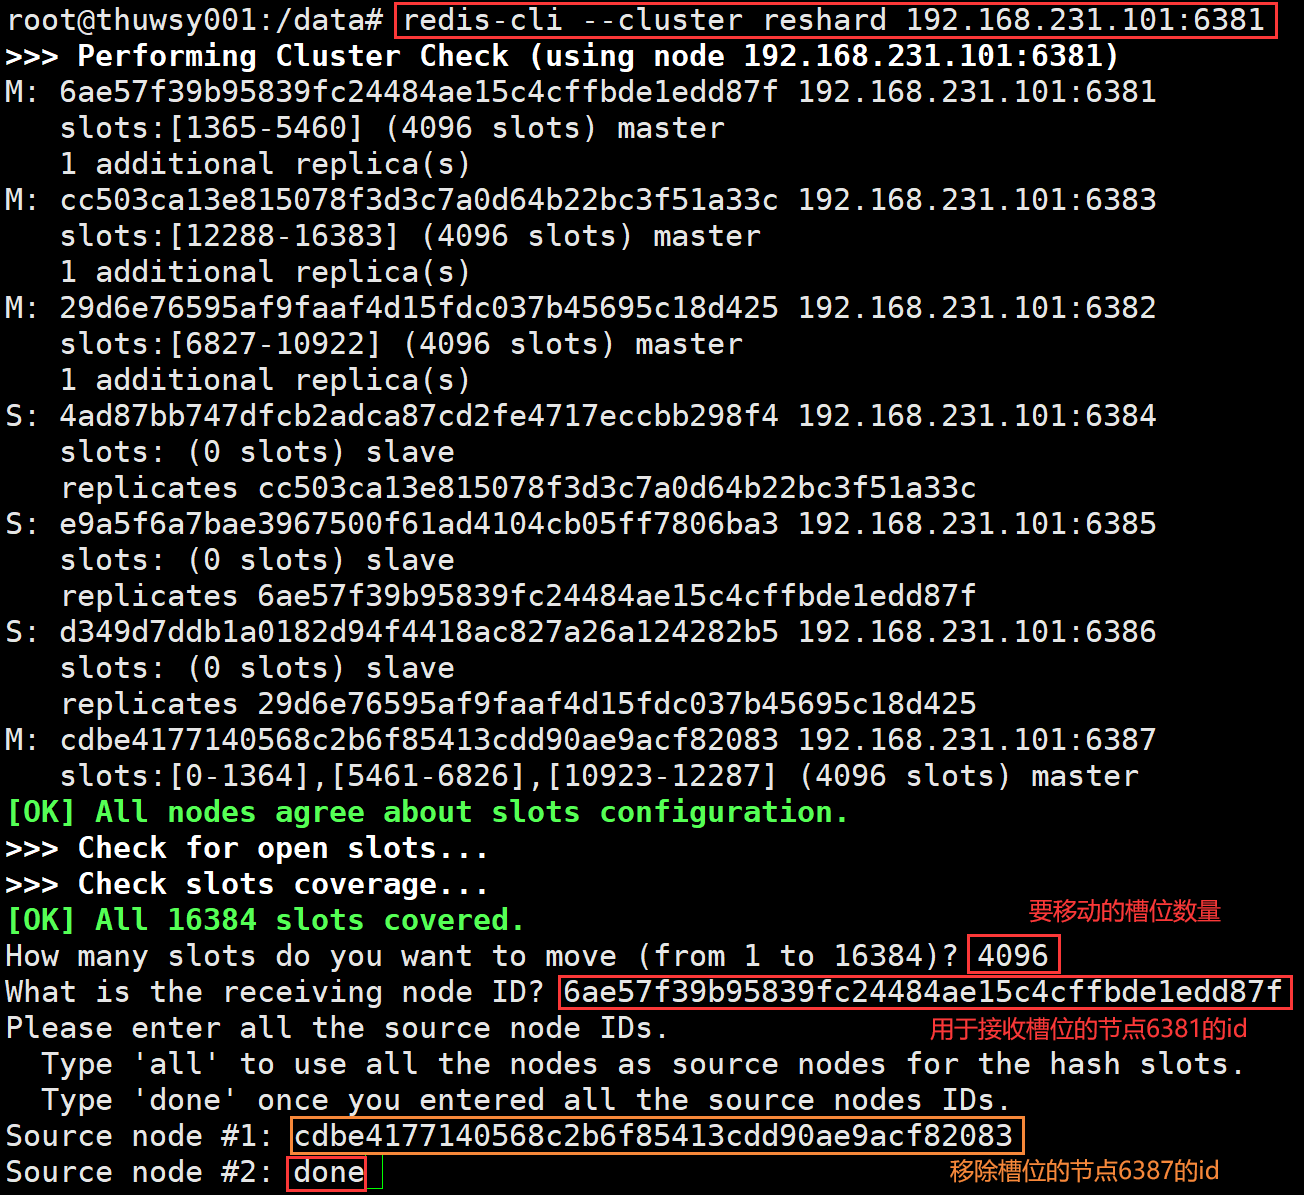 root@thuwsy001:/data# redis-cli --cluster reshard 192.168.231.101:6381
>>> Performing Cluster Check (using node 192.168.231.101:6381)
M: 6ae57f39b95839fc24484ae15c4cffbde1edd87f 192.168.231.101:6381
   slots:[1365-5460] (4096 slots) master
   1 additional replica(s)
M: cc503ca13e815078f3d3c7a0d64b22bc3f51a33c 192.168.231.101:6383
   slots:[12288-16383] (4096 slots) master
   1 additional replica(s)
M: 29d6e76595af9faaf4d15fdc037b45695c18d425 192.168.231.101:6382
   slots:[6827-10922] (4096 slots) master
   1 additional replica(s)
S: 4ad87bb747dfcb2adca87cd2fe4717eccbb298f4 192.168.231.101:6384
   slots: (0 slots) slave
   replicates cc503ca13e815078f3d3c7a0d64b22bc3f51a33c
S: e9a5f6a7bae3967500f61ad4104cb05ff7806ba3 192.168.231.101:6385
   slots: (0 slots) slave
   replicates 6ae57f39b95839fc24484ae15c4cffbde1edd87f
S: d349d7ddb1a0182d94f4418ac827a26a124282b5 192.168.231.101:6386
   slots: (0 slots) slave
   replicates 29d6e76595af9faaf4d15fdc037b45695c18d425
M: cdbe4177140568c2b6f85413cdd90ae9acf82083 192.168.231.101:6387
   slots:[0-1364],[5461-6826],[10923-12287] (4096 slots) master
[OK] All nodes agree about slots configuration.
>>> Check for open slots...
>>> Check slots coverage...
[OK] All 16384 slots covered.
要移动的槽位数量
How many slots do you want to move (from 1 to 16384)? 4096
What is the receiving node ID? 6ae57f39b95839fc24484ae15c4cffbde1edd87f
Please enter all the source node IDs.
用于接收槽位的节点6381的id
  Type 'all' to use all the nodes as source nodes for the hash slots.
  Type 'done' once you entered all the source nodes IDs.
Source node #1: cdbe4177140568c2b6f85413cdd90ae9acf82083
Source node #2: done
移除槽位的节点6387的id